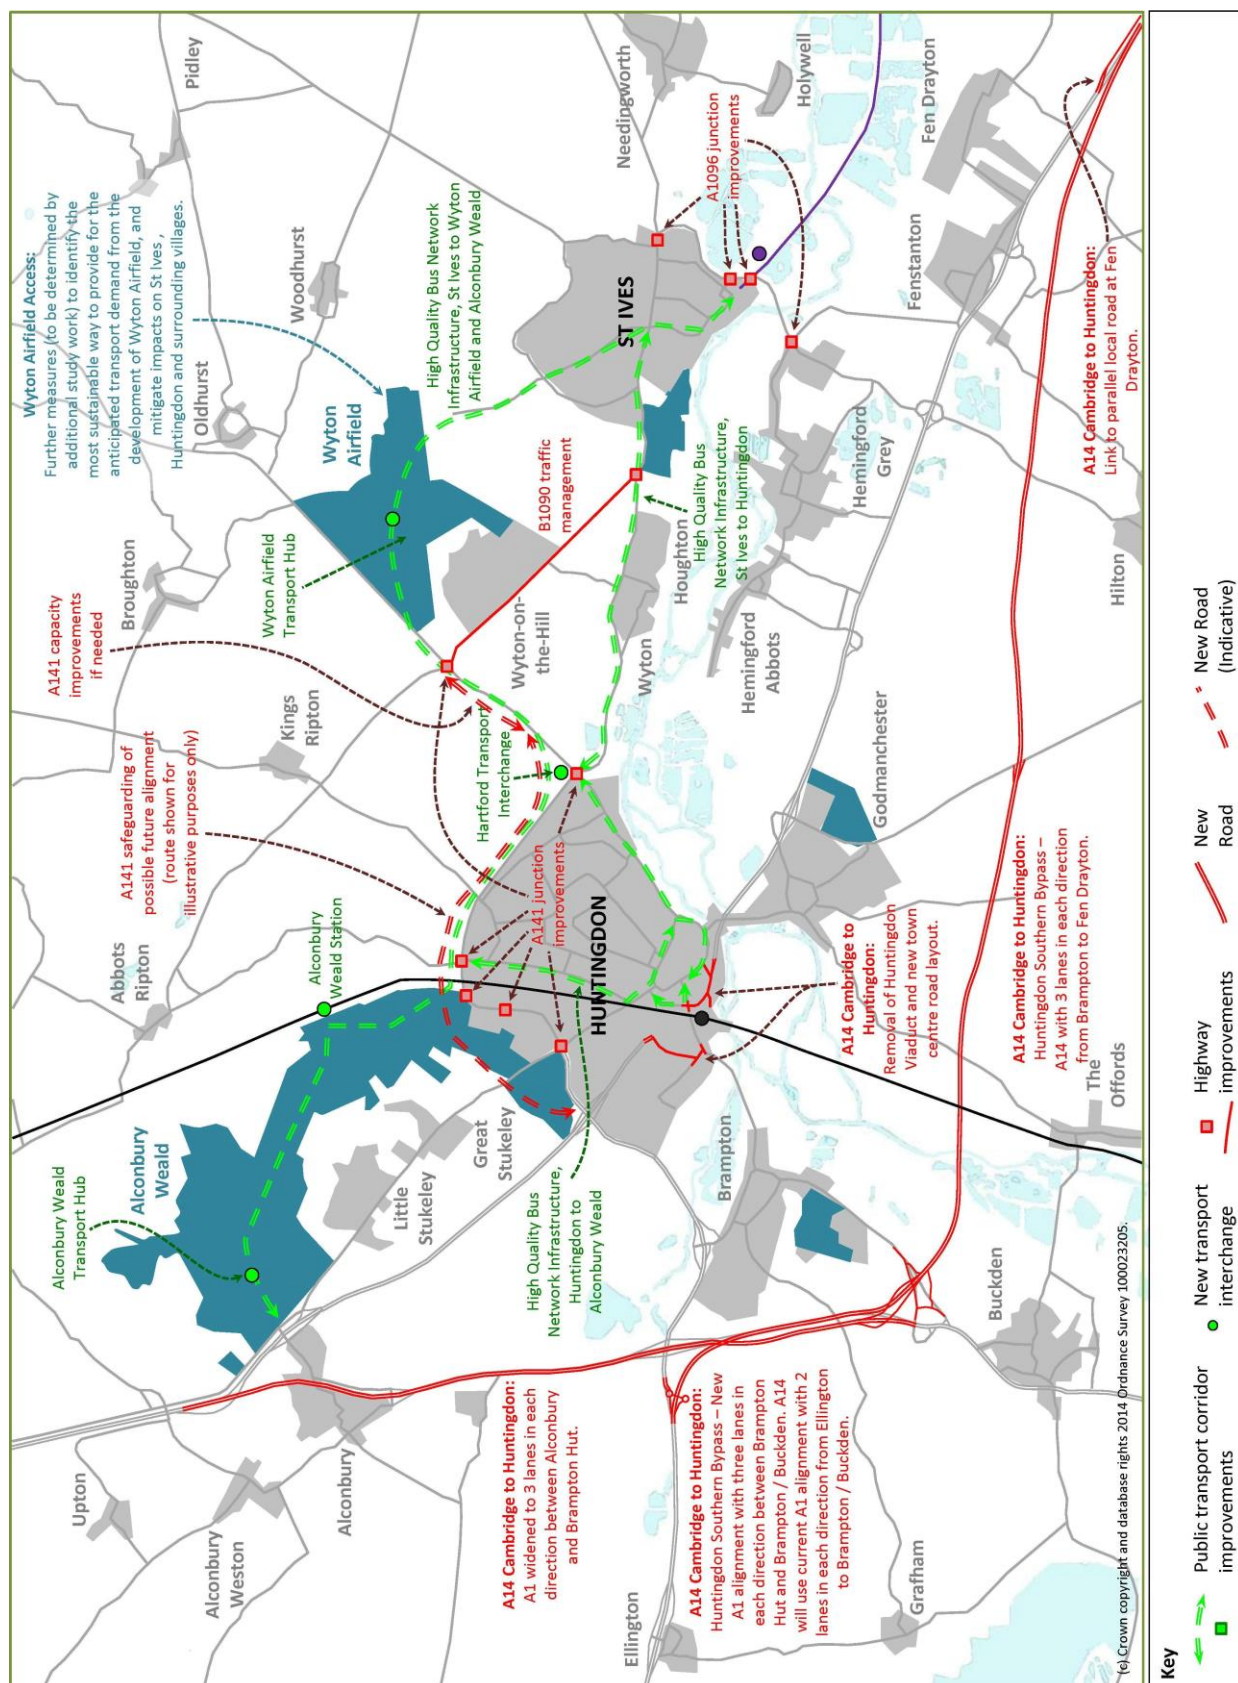 Wyton Airfield Access:
Further measures (to be determined by
additional study work) to identify the
most sustainable way to provide for the
anticipated transport demand from the
development of Wyton Airfield, and
mitigate impacts on St Ives ,
Huntingdon and surrounding villages.
A141 capacity
improvements
if needed
A141 safeguarding of
possible future alignment
(route shown for
illustrative purposes only)
Pidley
Woodhurst
Oldhurst
Broughton
Kings
Ripton
Abbots
Ripton
Wyton
Airfield
Wyton Airfield
Transport Hub
High Quality Bus Network
Infrastructure, St Ives to Wyton
Airfield and Alconbury Weald
Needingworth
Holywell
A1096 junction
improvements
ST IVES
Fen Drayton
Fenstanton
B1090 traffic
management
Wyton-on
the-Hill
Houghton
Wyton
High Quality Bus
Network Infrastructure,
St Ives to Huntingdon
Hemingford
Grey
Hemingford
Abbots
Hartford Transport
Interchange
A141 junction
improvements
HUNTINGDON
Alconbury
Weald Station
Alconbury
Weald
Alconbury Weald
Transport Hub
Great
Stukeley
Little
Stukeley
High Quality Bus
Network Infrastructure,
Huntingdon to
Alconbury Weald
Godmanchester
A14 Cambridge to
Huntingdon:
Removal of Huntingdon
Viaduct and new town
centre road layout.
A14 Cambridge to Huntingdon:
Link to parallel local road at Fen
Drayton.
Hilton
A14 Cambridge to Huntingdon:
Huntingdon Southern Bypass –
A14 with 3 lanes in each direction
from Brampton to Fen Drayton.
The
Offords
Brampton
Buckden
Upton
Alconbury
Weston
Alconbury
A14 Cambridge to Huntingdon:
A1 widened to 3 lanes in each
direction between Alconbury
and Brampton Hut.
A14 Cambridge to Huntingdon:
Huntingdon Southern Bypass – New
A1 alignment with three lanes in
each direction between Brampton
Hut and Brampton / Buckden. A14
will use current A1 alignment with 2
lanes in each direction from Ellington
to Brampton / Buckden.
Ellington
Grafham
(c) Crown copyright and database rights 2014 Ordnance Survey 100023205.
Key
Public transport corridor
improvements
New transport
interchange
Highway
improvements
New
Road
New Road
(Indicative)